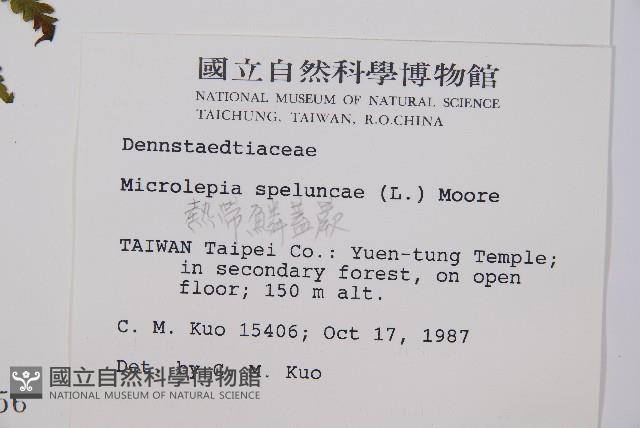 國立自然科學博物館
NATIONAL MUSEUM OF NATURAL SCIENCE
TAICHUNG, TAIWAN, R.O.CHINA
Dennstaedtiaceae
Microlepia speluncae (L.) Moore
熱帶鱗蓋蕨
TAIWAN Taipei Co.: Yuen-tung Temple;
in secondary forest, on open
floor; 150 m alt.
C. M. Kuo 15406; Oct 17, 1987
Det. by C. M. Kuo
國立自然科學博物館
NATIONAL MUSEUM OF NATURAL SCIENCE
56